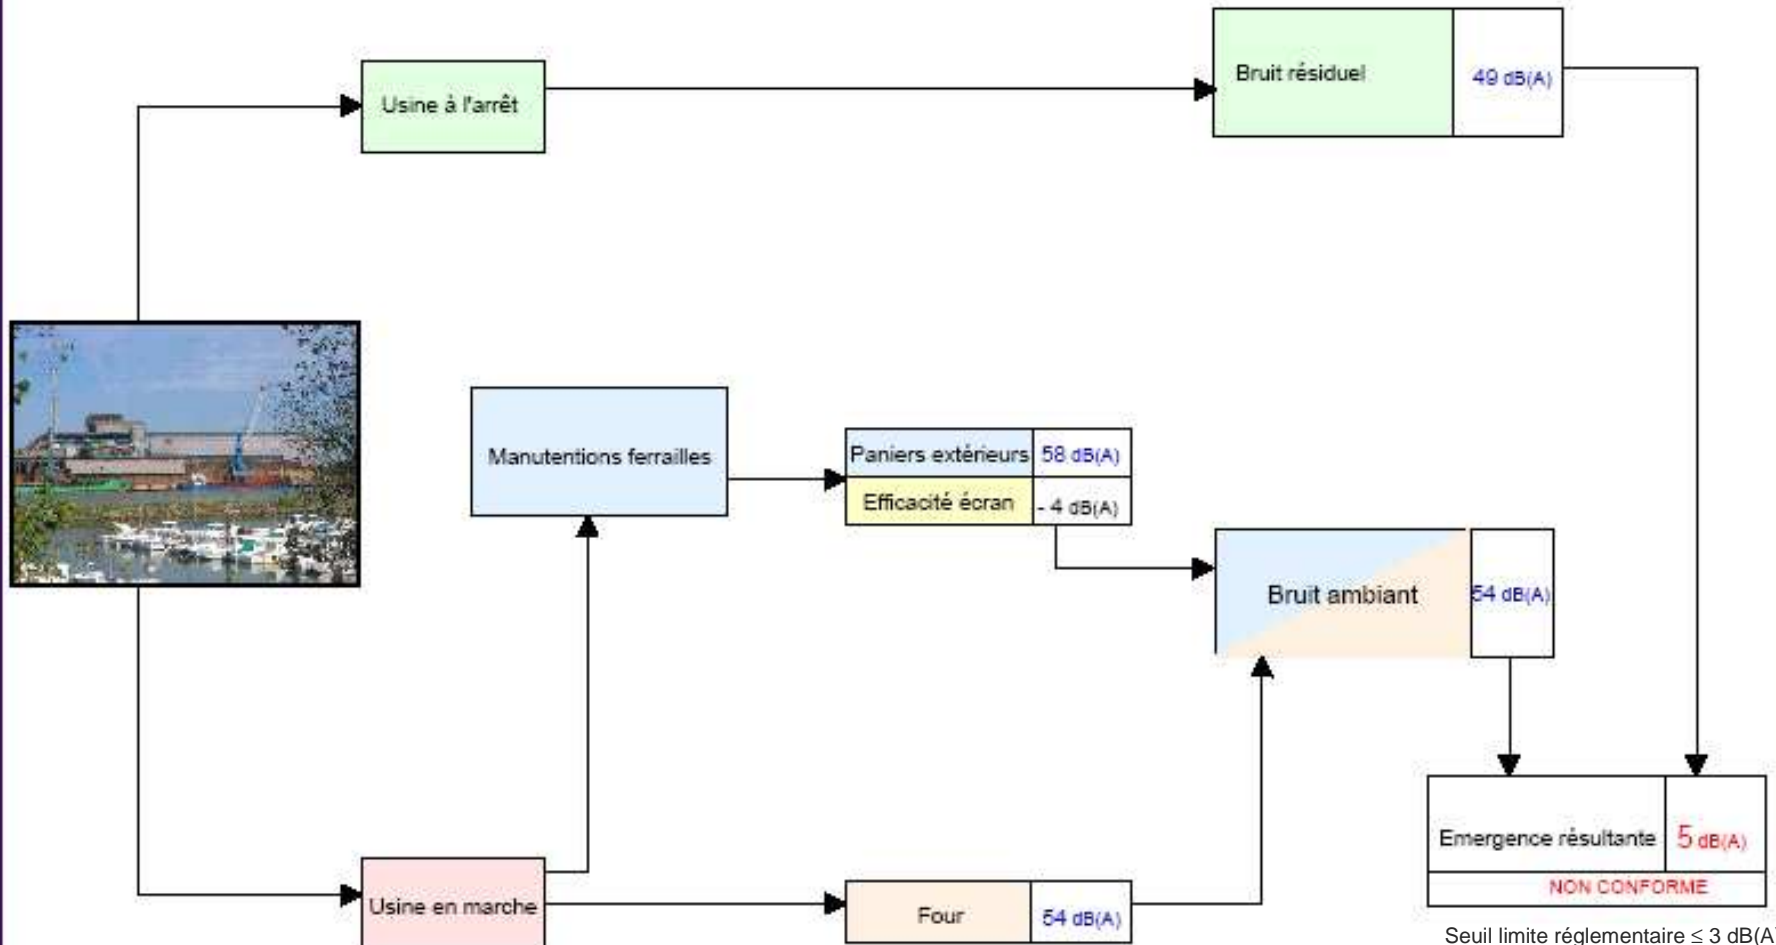 Usine à l'arrêt
Bruit résiduel
49 dB(A)
Manutentions ferrailles
Paniers extérieurs
58 dB(A)
Efficacité écran
- 4 dB(A)
Bruit ambiant
54 dB(A)
Emergence résultante
5 dB(A)
NON CONFORME
Usine en marche
Four
54 dB(A)
Seuil limite réglementaire ≤ 3 dB(A)